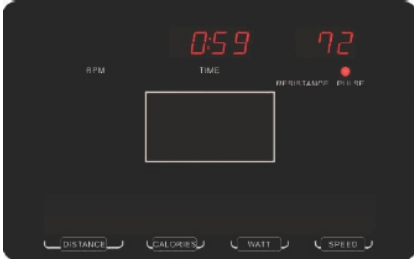 0:59 72
RPM TIME
RESISTANCE PULSE
DISTANCE CALORIES WATT SPEED